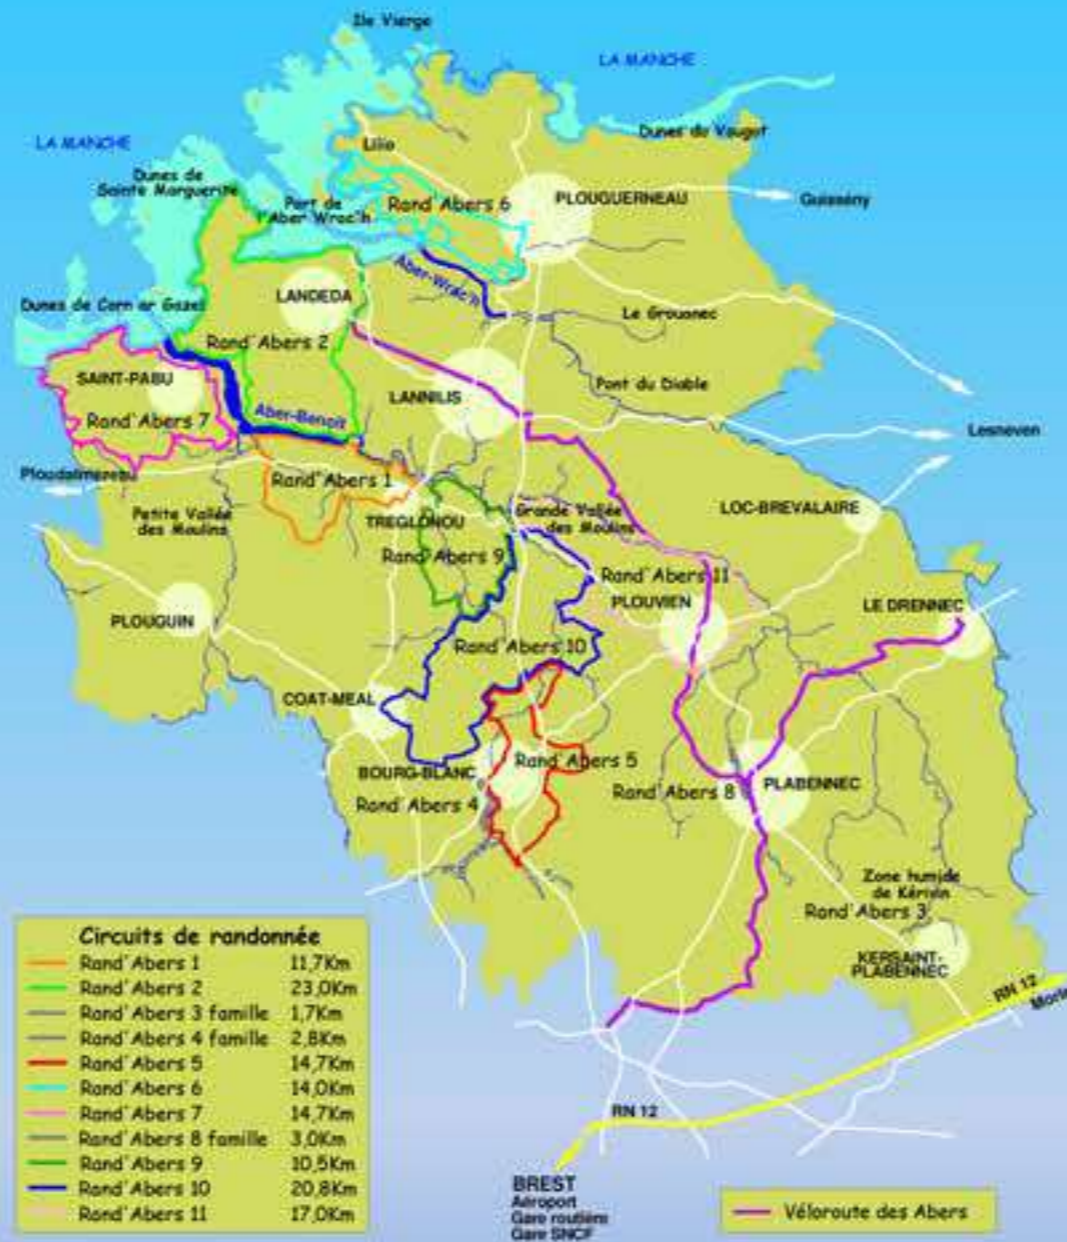 Ile Vierge
LA MANCHE
LA MANCHE
Dunes du Vougot
Lilia
Dunes de
Sainte Marguerite
Port de
l'Aber Wrac'h
Rand'Abers 6
PLOUGUERNEAU
Guissény
Aber-Wrac'h
LANDEDA
Dunes de Corn ar Gazel
Le Grouanec
Rand'Abers 2
SAINT-PABU
Pont du Diable
LANNILIS
Rand'Abers 7
Aber-Benoît
Lesneven
Ploudalmezeau
Rand'Abers 1
Petite Vallée
des Moulins
TREGLONOU
Grande Vallée
des Moulins
LOC-BREVALAIRE
Rand'Abers 9
Rand'Abers 11
PLOUVIEN
LE DRENNEC
PLOUGUIN
Rand'Abers 10
COAT-MEAL
BOURG-BLANC
Rand'Abers 5
Rand'Abers 4
Rand'Abers 8
PLABENNEC
Zone humide
de Kérivin
Rand'Abers 3
KERSAINT-
PLABENNEC
RN 12
Morlaix
Circuits de randonnée
Rand'Abers 1 11,7Km
Rand'Abers 2 23,0Km
Rand'Abers 3 famille 1,7Km
Rand'Abers 4 famille 2,8Km
Rand'Abers 5 14,7Km
Rand'Abers 6 14,0Km
Rand'Abers 7 14,7Km
Rand'Abers 8 famille 3,0Km
Rand'Abers 9 10,5Km
Rand'Abers 10 20,8Km
Rand'Abers 11 17,0Km
RN 12
BREST
Aéroport
Gare routière
Gare SNCF
Véloroute des Abers